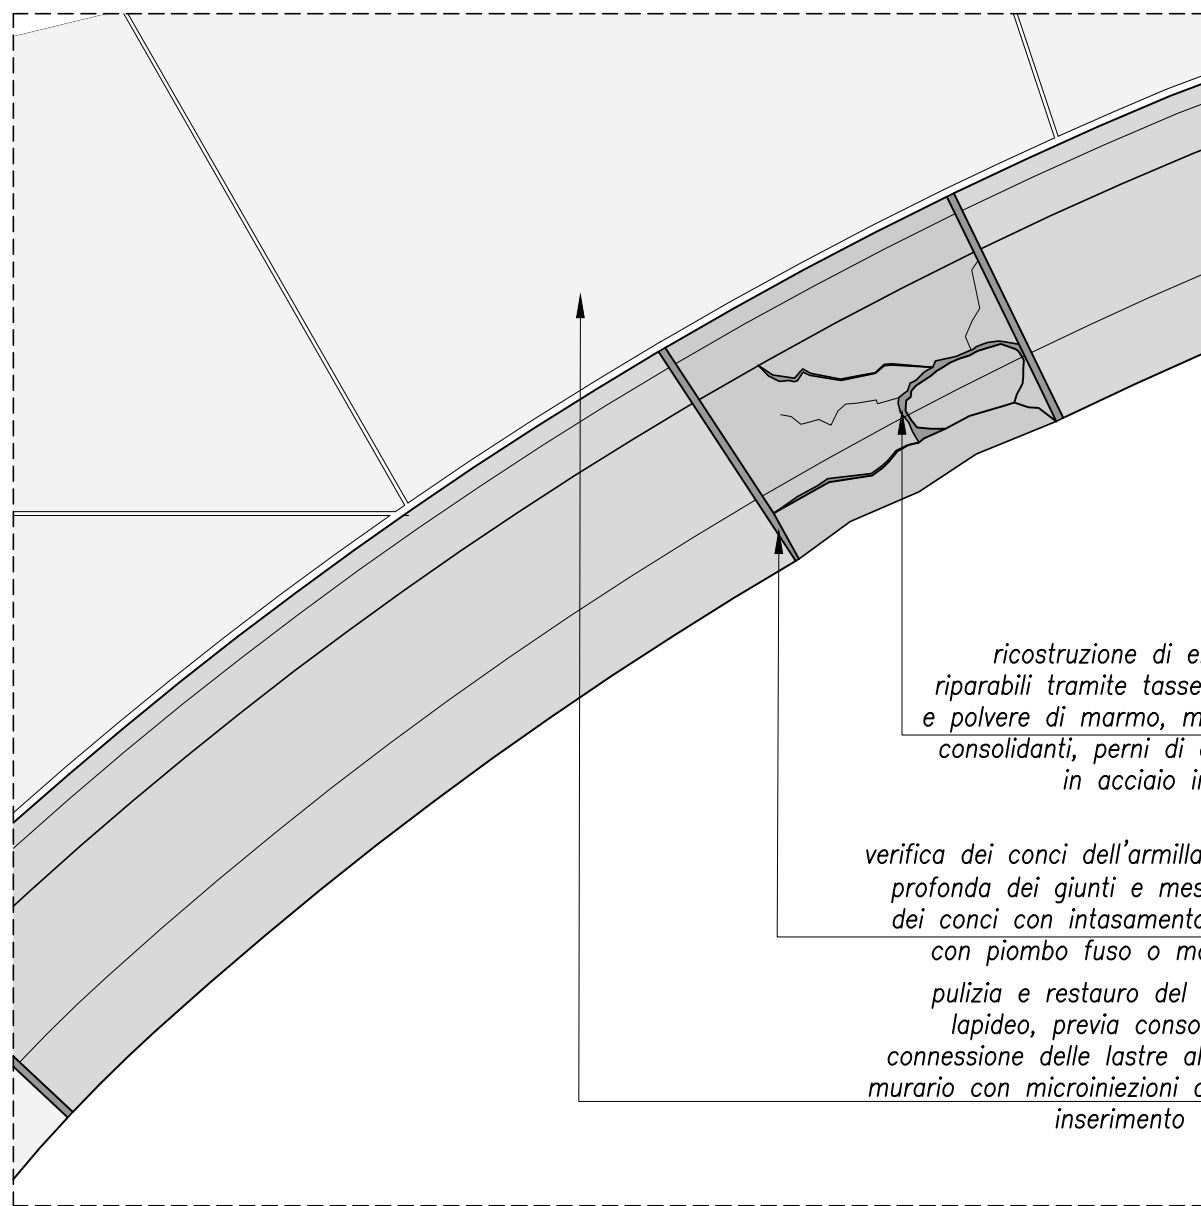 ricostruzione di e
riparabili tramite tasse
e polvere di marmo, m
consolidanti, perni di
in acciaio i
verifica dei conci dell'armilla
profonda dei giunti e mes
dei conci con intasamento
con piombo fuso o m
pulizia e restauro del
lapideo, previa conso
connessione delle lastre al
murario con microiniezioni
inserimento